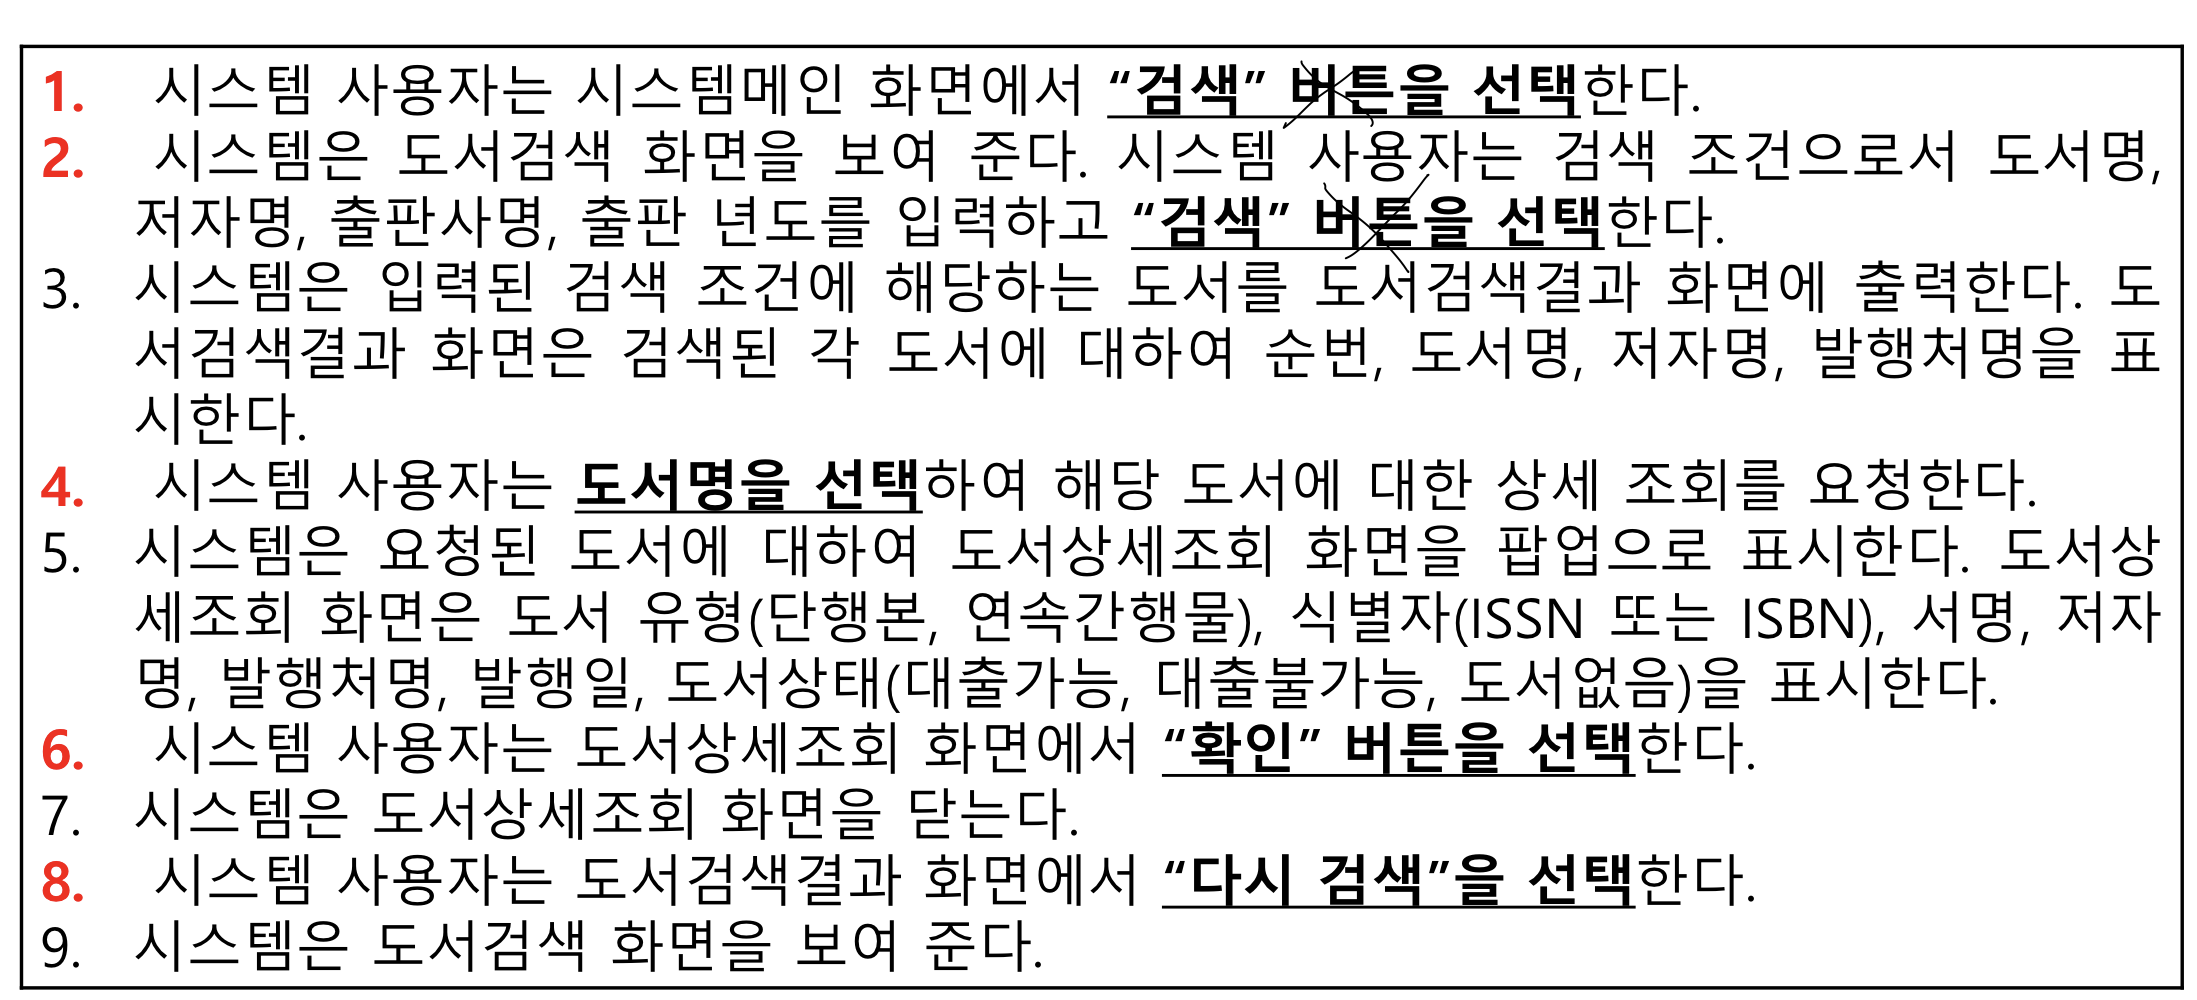 1. 시스템 사용자는 시스템메인 화면에서 “검색” 버튼을 선택한다.
2. 시스템은 도서검색 화면을 보여 준다. 시스템 사용자는 검색 조건으로서 도서명,
저자명, 출판사명, 출판 년도를 입력하고 “검색” 버튼을 선택한다.
3. 시스템은 입력된 검색 조건에 해당하는 도서를 도서검색결과 화면에 출력한다. 도
서검색결과 화면은 검색된 각 도서에 대하여 순번, 도서명, 저자명, 발행처명을 표
시한다.
4. 시스템 사용자는 도서명을 선택하여 해당 도서에 대한 상세 조회를 요청한다.
5. 시스템은 요청된 도서에 대하여 도서상세조회 화면을 팝업으로 표시한다. 도서상
세조회 화면은 도서 유형(단행본, 연속간행물), 식별자(ISSN 또는 ISBN), 서명, 저자
명, 발행처명, 발행일, 도서상태(대출가능, 대출불가능, 도서없음)을 표시한다.
6. 시스템 사용자는 도서상세조회 화면에서 “확인” 버튼을 선택한다.
7. 시스템은 도서상세조회 화면을 닫는다.
8. 시스템 사용자는 도서검색결과 화면에서 “다시 검색”을 선택한다.
9. 시스템은 도서검색 화면을 보여 준다.